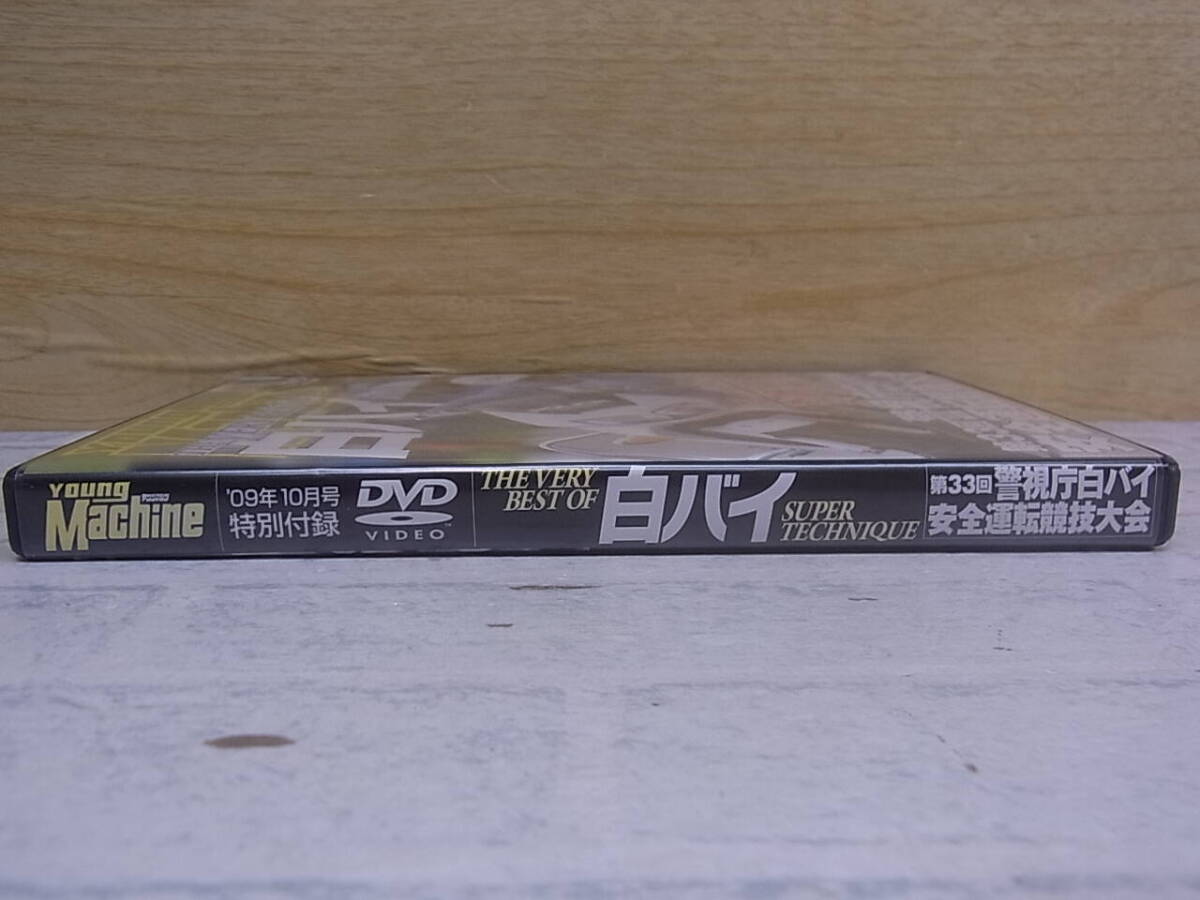 Young
Machine
'09年10月号
特別付録
DVD
VIDEO
THE VERY
BEST OF
白バイ
SUPER
TECHNIQUE
第33回 警視庁白バイ
安全運転競技大会